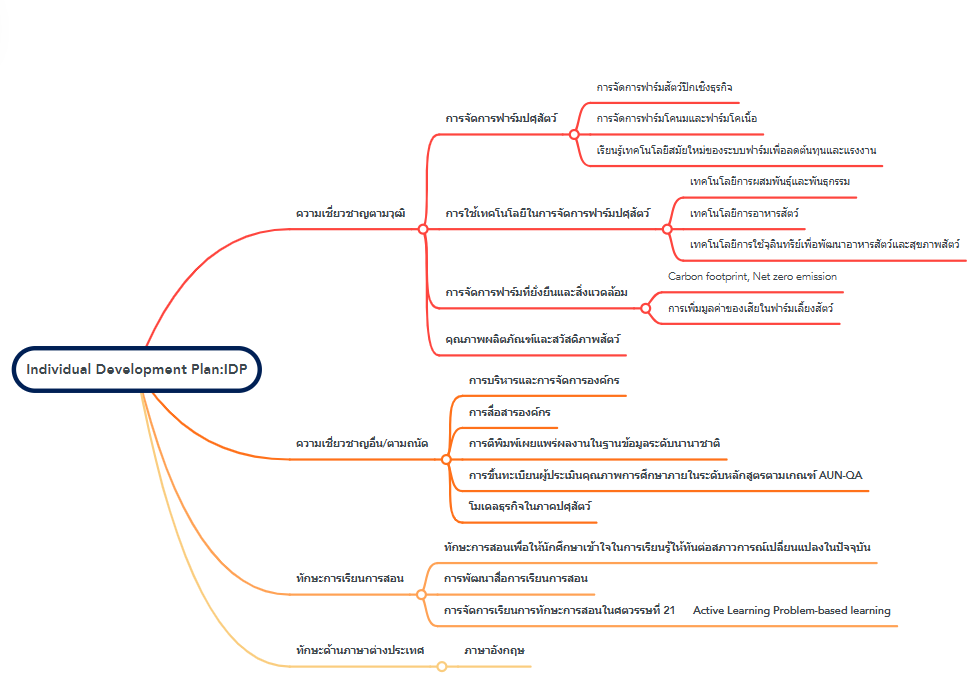 การจัดการฟาร์มสัตว์ปีกเชิงธุรกิจ
การจัดการฟาร์มปศุสัตว์
การจัดการฟาร์มโคนมและฟาร์มโคเนื้อ
เรียนรู้เทคโนโลยีสมัยใหม่ของระบบฟาร์มเพื่อลดต้นทุนและแรงงาน
เทคโนโลยีการผสมพันธุ์และพันธุกรรม
ความเชี่ยวชาญตามวุฒิ
การใช้เทคโนโลยีในการจัดการฟาร์มปศุสัตว์
เทคโนโลยีการอาหารสัตว์
เทคโนโลยีการใช้จุลินทรีย์เพื่อพัฒนาอาหารสัตว์และสุขภาพสัตว์
Carbon footprint, Net zero emission
การจัดการฟาร์มที่ยั่งยืนและสิ่งแวดล้อม
การเพิ่มมูลค่าของเสียในฟาร์มเลี้ยงสัตว์
คุณภาพผลิตภัณฑ์และสวัสดิภาพสัตว์
Individual Development Plan:IDP
การบริหารและการจัดการองค์กร
การสื่อสารองค์กร
ความเชี่ยวชาญอื่น/ตามถนัด
การตีพิมพ์เผยแพร่ผลงานในฐานข้อมูลระดับนานาชาติ
การขึ้นทะเบียนผู้ประเมินคุณภาพการศึกษาภายในระดับหลักสูตรตามเกณฑ์ AUN-QA
โมเดลธุรกิจในภาคปศุสัตว์
ทักษะการสอนเพื่อให้นักศึกษาเข้าใจในการเรียนรู้ให้ทันต่อสภาวการณ์เปลี่ยนแปลงในปัจจุบัน
ทักษะการเรียนการสอน
การพัฒนาสื่อการเรียนการสอน
การจัดการเรียนการทักษะการสอนในศตวรรษที่ 21 Active Learning Problem-based learning
ทักษะด้านภาษาต่างประเทศ
ภาษาอังกฤษ